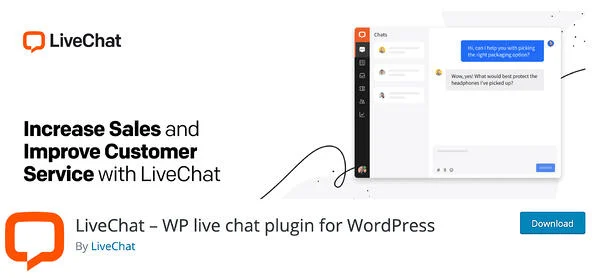 LiveChat
Chats
Hi, can I help you with picking
the right packaging option?
Wow, yes! What would best protect the
headphones I've picked up?
Increase Sales and
Improve Customer
Service with LiveChat
LiveChat – WP live chat plugin for WordPress
By LiveChat
Download